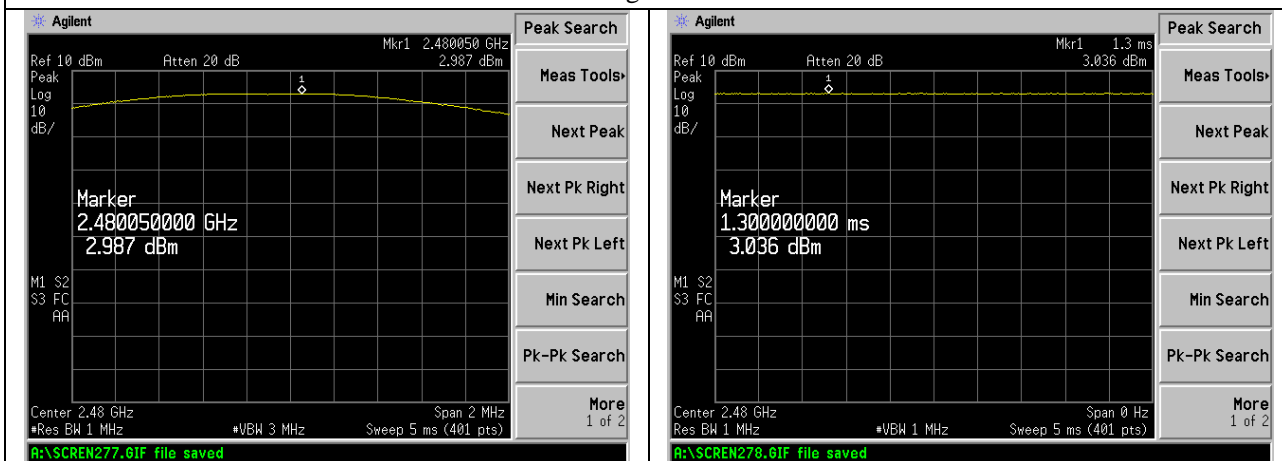 Agilent
Mkr1 2.480050 GHz
Ref 10 dBm Atten 20 dB 2.987 dBm
Peak
Log
10
dB/
1
Marker
2.480050000 GHz
2.987 dBm
M1 S2
S3 FC
AA
Center 2.48 GHz Span 2 MHz
#Res BW 1 MHz #VBW 3 MHz Sweep 5 ms (401 pts)
A:\SCREN277.GIF file saved
Peak Search
Meas Tools
Next Peak
Next Pk Right
Next Pk Left
Min Search
Pk-Pk Search
More
1 of 2
Agilent
Mkr1 1.3 ms
Ref 10 dBm Atten 20 dB 3.036 dBm
Peak
Log
10
dB/
1
Marker
1.300000000 ms
3.036 dBm
M1 S2
S3 FC
AA
Center 2.48 GHz Span 0 Hz
Res BW 1 MHz #VBW 1 MHz Sweep 5 ms (401 pts)
A:\SCREN278.GIF file saved
Peak Search
Meas Tools
Next Peak
Next Pk Right
Next Pk Left
Min Search
Pk-Pk Search
More
1 of 2